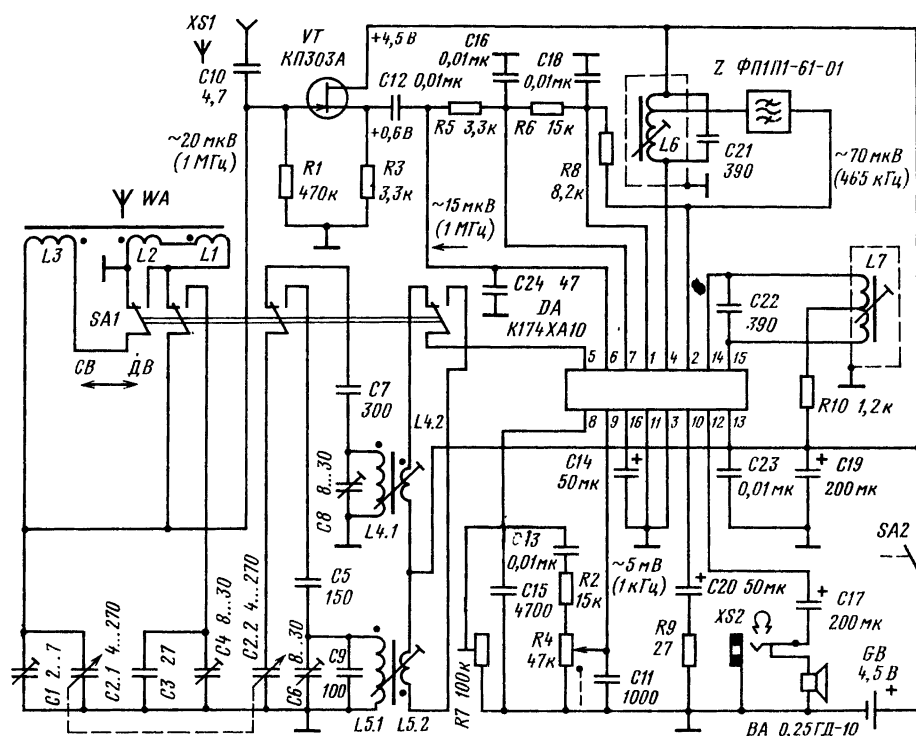 XS1
C10
4,7
VT
КП303А
+4,5 В
C12 0,01мк
+0,6 В
C16
0,01мк
C18
0,01мк
R5 3,3к
R6 15к
R8
8,2к
Z ФП1П1-61-01
L6
C21
390
~70 мкВ
(465 кГц)
~20 мкВ
(1 МГц)
R1
470к
R3
3,3к
~15 мкВ
(1 МГц)
WA
L3
L2
L1
SA1
СВ
ДВ
C24 47
DA
К174ХА10
L7
C22
390
R10 1,2к
5 6 7 1 4 2 14 15
8 9 16 11 3 10 12 13
C7
300
L4.2
8...30
C8
L4.1
C14
50мк
C23
0,01мк
C19
200мк
SA2
C5
150
C13
0,01мк
C15
4700
R2
15к
~5 мВ
(1кГц)
C20 50мк
C17
200мк
XS2
R4
47к
R7 100к
C11
1000
R9
27
GB
4,5 В
C1 2...7
C2.1 4...270
C3 27
C4 8...30
C2.2 4...270
C6 8...30
C9
100
L5.1
L5.2
BA 0.25ГД-10
+
+
+
+
+